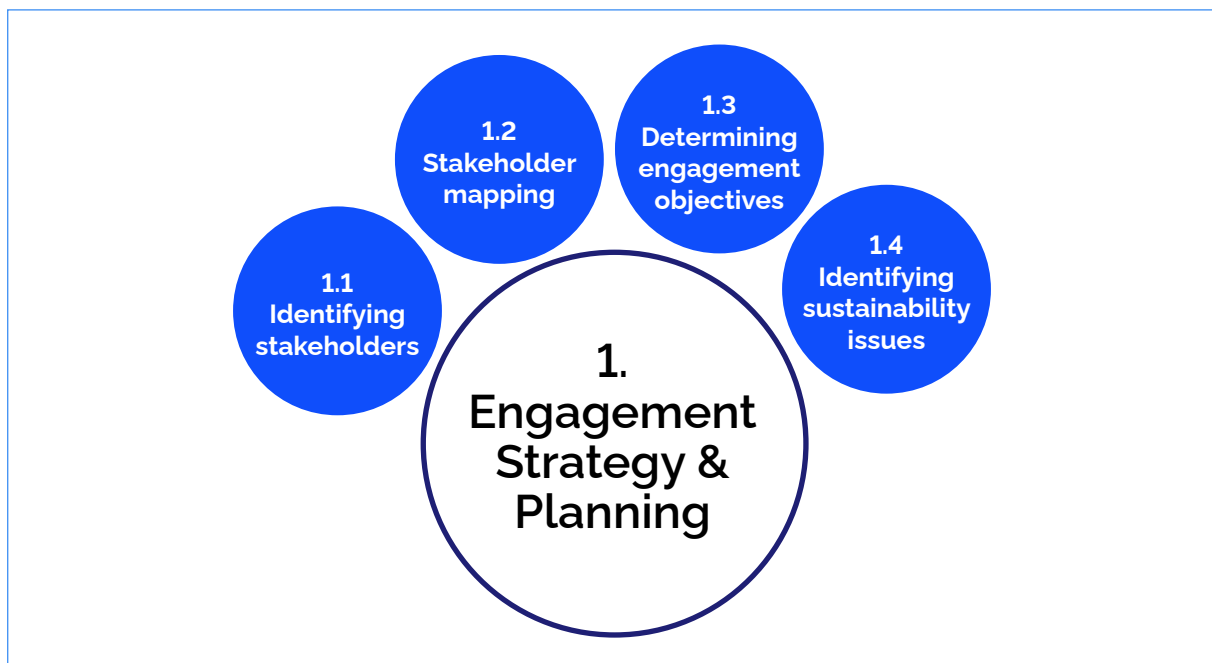 1.1
Identifying
stakeholders
1.2
Stakeholder
mapping
1.3
Determining
engagement
objectives
1.4
Identifying
sustainability
issues
1.
Engagement
Strategy &
Planning